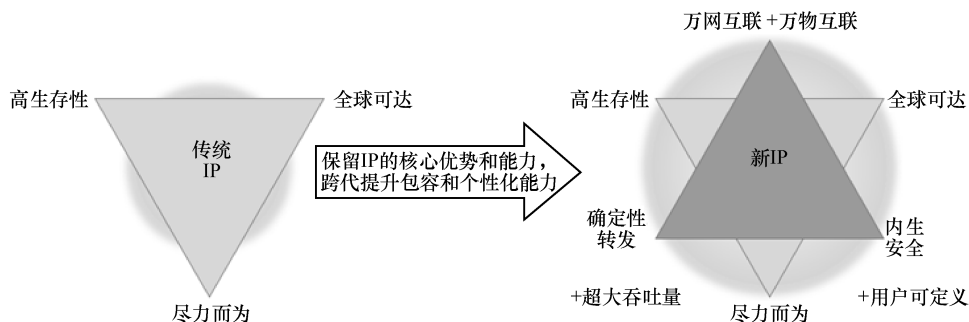 高生存性
全球可达
传统
IP
尽力而为
保留IP的核心优势和能力，
跨代提升包容和个性化能力
万网互联+万物互联
高生存性
全球可达
新IP
确定性
转发
内生
安全
+超大吞吐量
尽力而为
+用户可定义